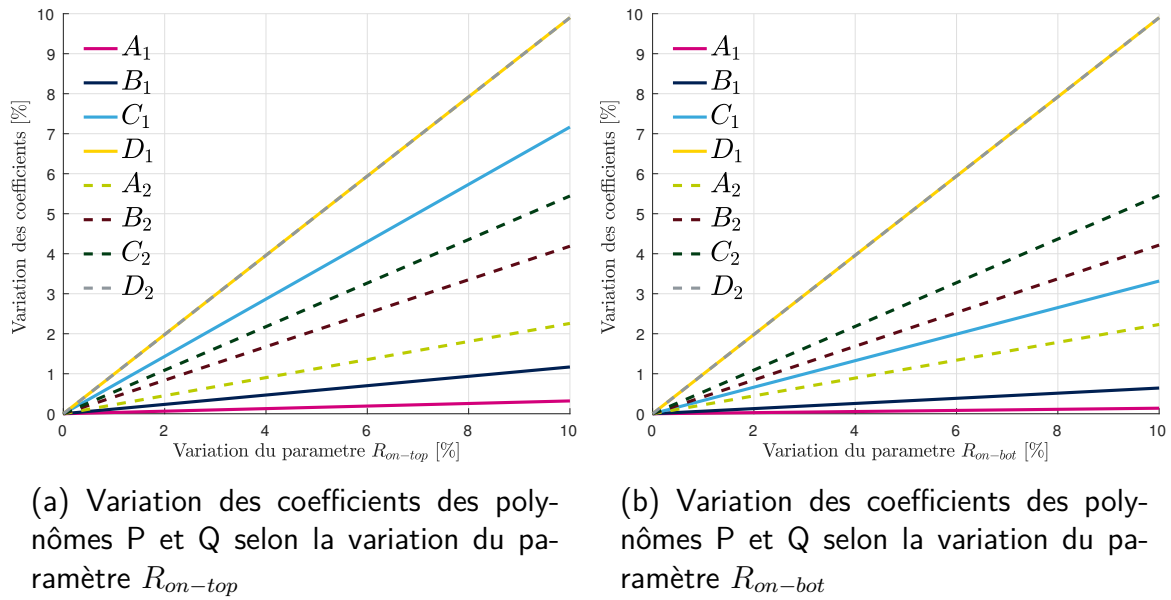 Variation des coefficients [%]
10
9
8
7
6
5
4
3
2
1
0
A₁
B₁
C₁
D₁
A₂
B₂
C₂
D₂
0 2 4 6 8 10
Variation du parametre Rₒₙ₋ₜₒₚ [%]
(a) Variation des coefficients des poly-
nômes P et Q selon la variation du pa-
ramètre Rₒₙ₋ₜₒₚ
Variation des coefficients [%]
10
9
8
7
6
5
4
3
2
1
0
A₁
B₁
C₁
D₁
A₂
B₂
C₂
D₂
0 2 4 6 8 10
Variation du parametre R_{on-bot} [%]
(b) Variation des coefficients des poly-
nômes P et Q selon la variation du pa-
ramètre R_{on-bot}